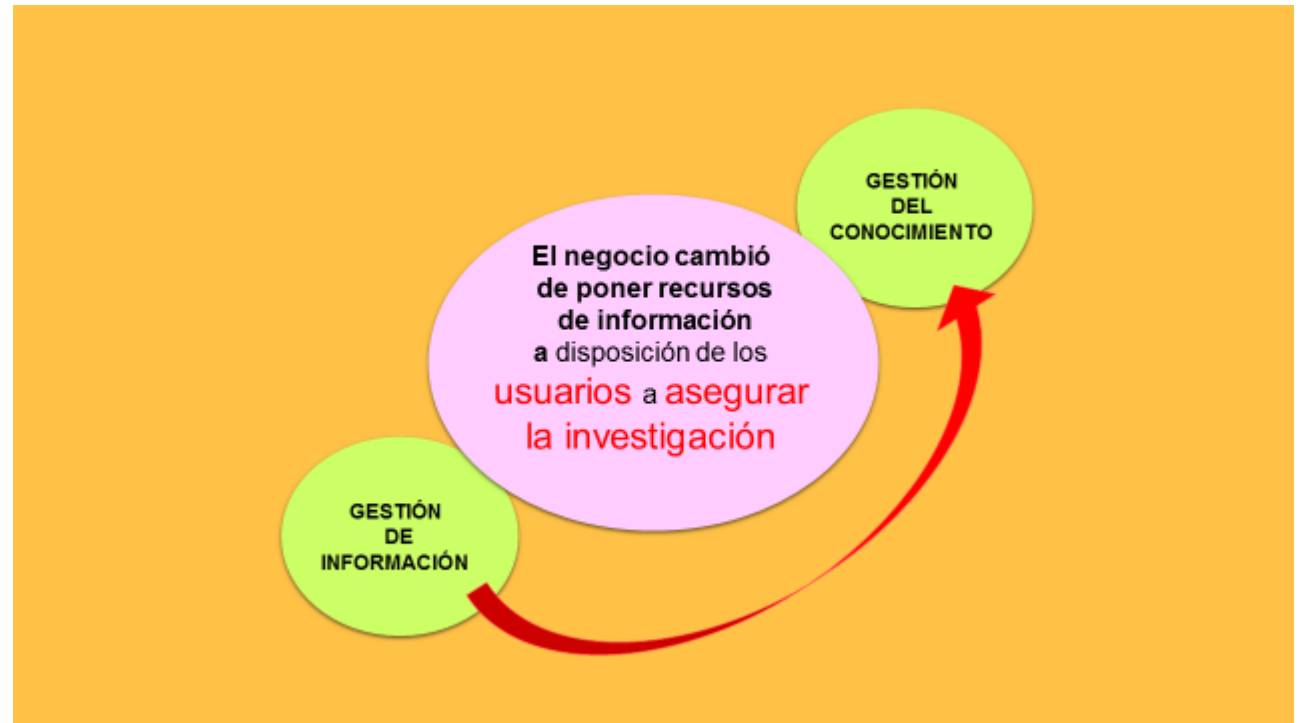 GESTIÓN
DEL
CONOCIMIENTO
El negocio cambió
de poner recursos
de información
a disposición de los
usuarios a asegurar
la investigación
GESTIÓN
DE
INFORMACIÓN